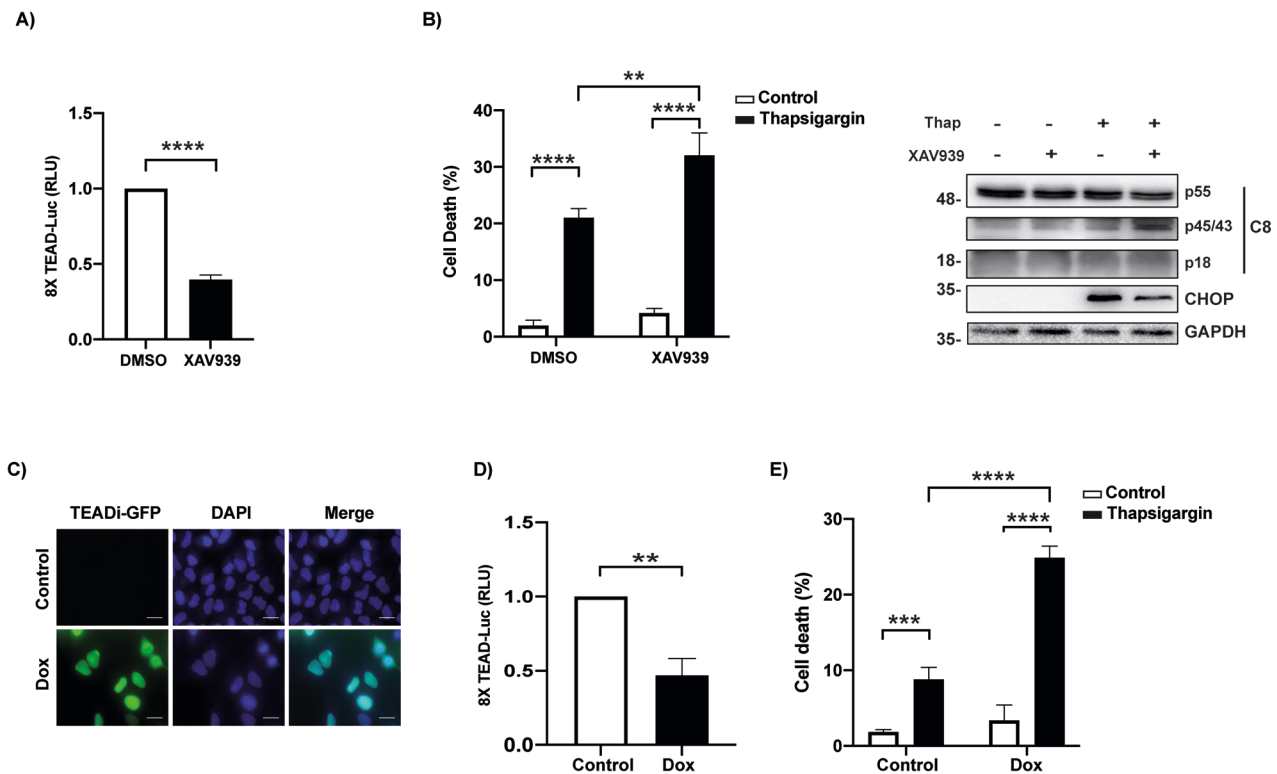 A)
1.5
1.0
0.5
0.0
8X TEAD-Luc (RLU)
****
DMSO XAV939
B)
40
30
20
10
0
Cell Death (%)
**
****
****
Control
Thapsigargin
DMSO XAV939
Thap - - + +
XAV939 - + - +
48- p55
p45/43 C8
18- p18
35- CHOP
35- GAPDH
C)
TEADi-GFP DAPI Merge
Control
Dox
D)
1.5
1.0
0.5
0.0
8X TEAD-Luc (RLU)
**
Control Dox
E)
30
20
10
0
Cell death (%)
****
***
****
Control
Thapsigargin
Control Dox